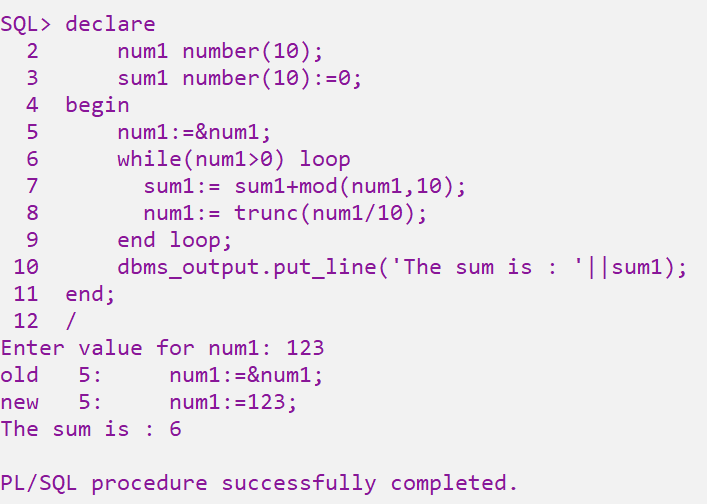 SQL> declare
  2      num1 number(10);
  3      sum1 number(10):=0;
  4  begin
  5      num1:=&num1;
  6      while(num1>0) loop
  7        sum1:= sum1+mod(num1,10);
  8        num1:= trunc(num1/10);
  9      end loop;
 10      dbms_output.put_line('The sum is : '||sum1);
 11  end;
 12  /
Enter value for num1: 123
old   5:     num1:=&num1;
new   5:     num1:=123;
The sum is : 6

PL/SQL procedure successfully completed.